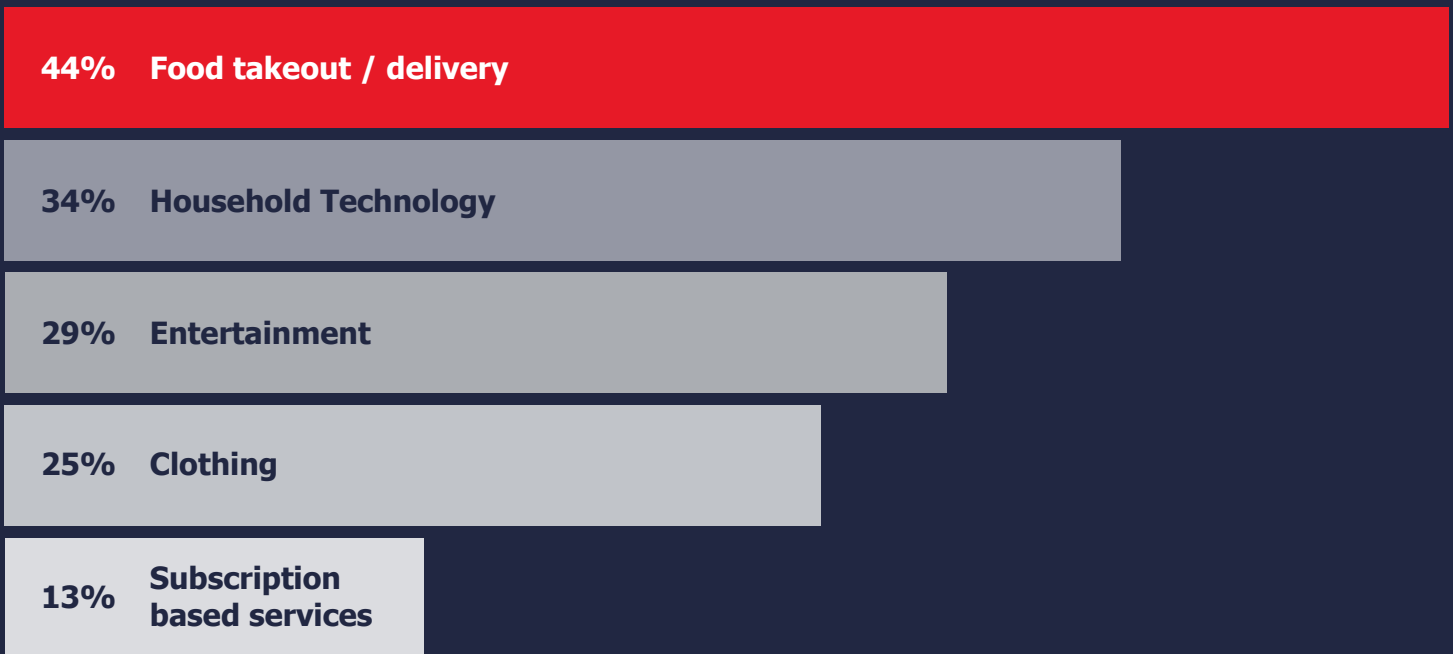 44% Food takeout / delivery
34% Household Technology
29% Entertainment
25% Clothing
13% Subscription
based services